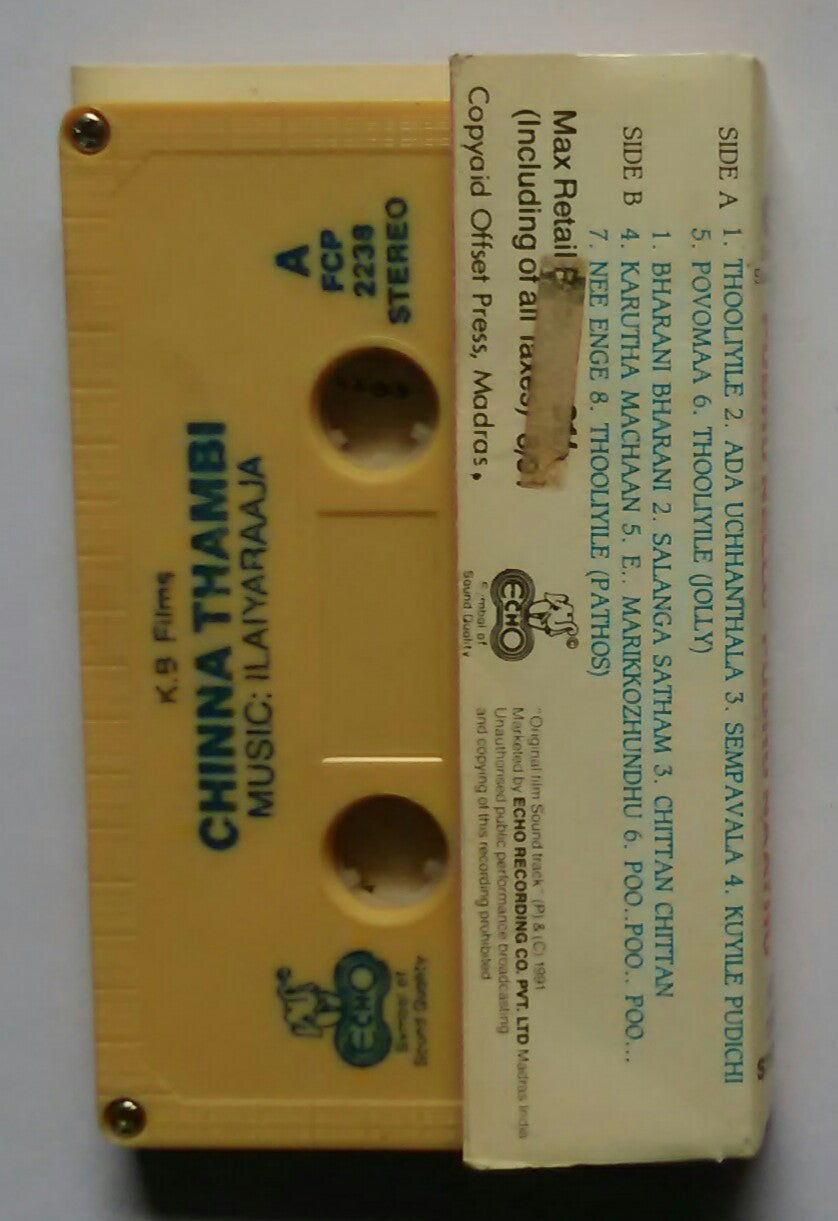 SIDE A 1. THOOLIYILE 2. ADA UCHHANTHALA 3. SEMPAVALA 4. KUYILE PUDICHI
5. POVOMAA 6. THOOLIYILE (JOLLY)
1. BHARANI BHARANI 2. SALANGA SATHAM 3. CHITTAN CHITTAN
SIDE B 4. KARUTHA MACHAAN 5. E.. MARIKKOZHUNDHU 6. POO..POO.. POO...
7. NEE ENGE 8. THOOLIYILE (PATHOS)
Max Retail
(Including of all Taxes)
Copyaid Offset Press, Madras.
©
ECHO
Symbol of
Sound Quality
"Original film Sound track" (P) & (C) 1991
Marketed by ECHO RECORDING CO. PVT. LTD Madras India
Unauthorised public performance broadcasting
and copying of this recording prohibited
K.B Films
CHINNA THAMBI
MUSIC: ILAIYARAAJA
A
FCP
2238
STEREO
©
ECHO
Symbol of
Sound Quality